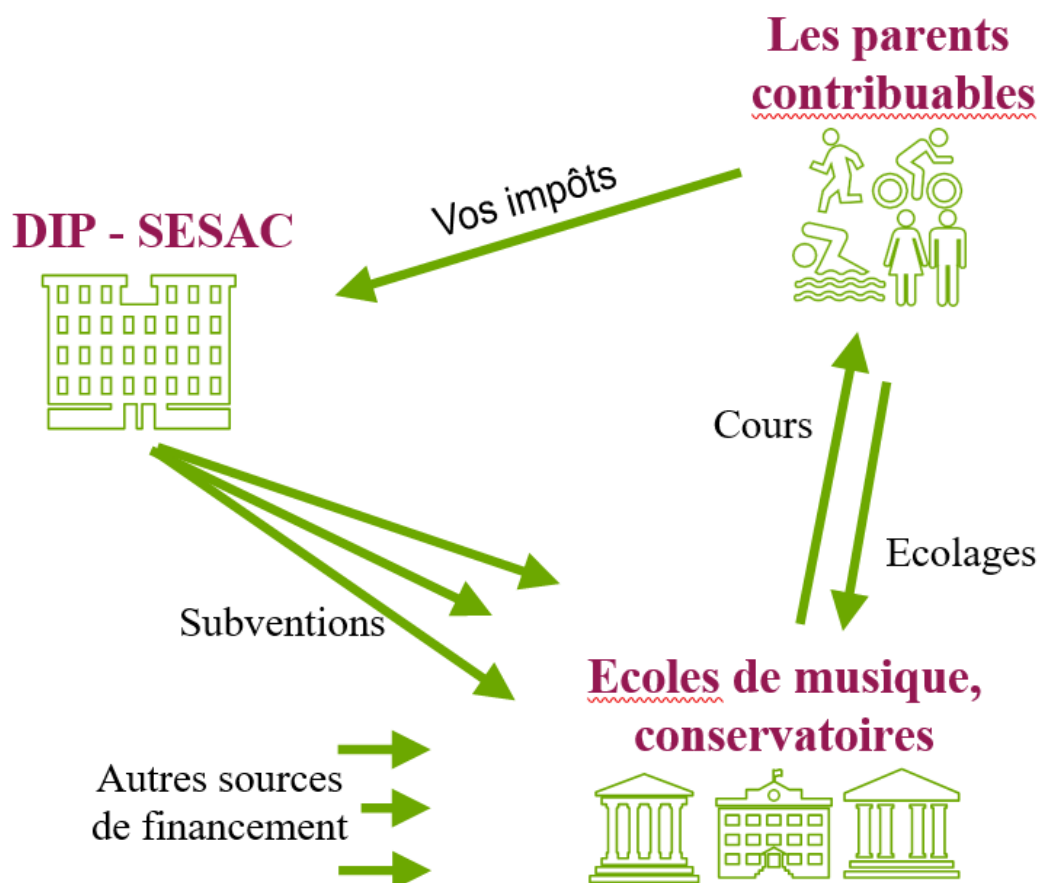 Les parents
contribuables
Vos impôts
DIP - SESAC
Cours
Ecolages
Subventions
Ecoles de musique,
conservatoires
Autres sources
de financement